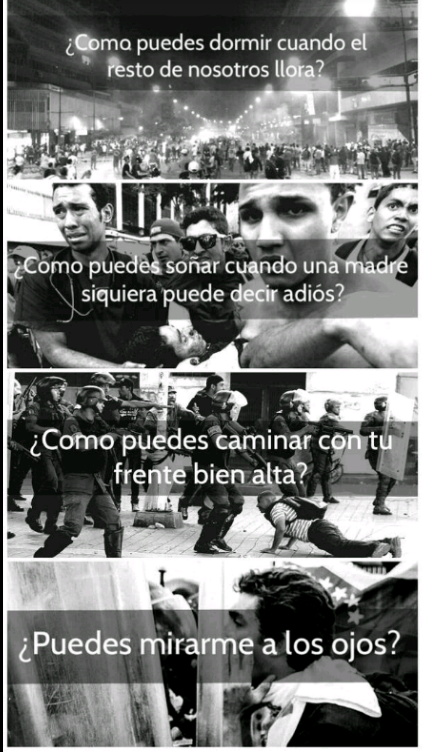 ¿Como puedes dormir cuando el
resto de nosotros llora?
¿Como puedes soñar cuando una madre
siquiera puede decir adiós?
¿Como puedes caminar con tu
frente bien alta?
¿Puedes mirarme a los ojos?